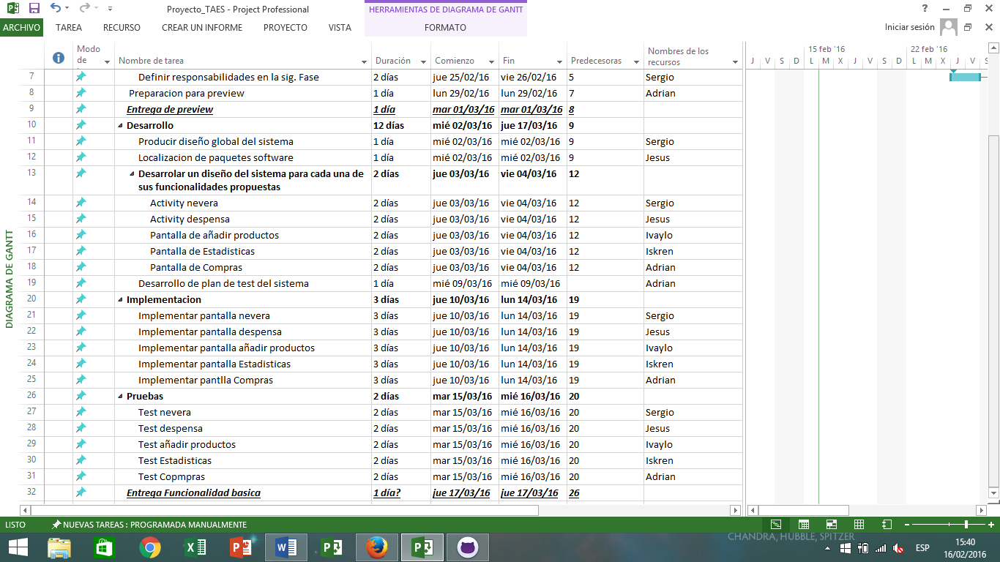 Proyecto_TAES - Project Professional
HERRAMIENTAS DE DIAGRAMA DE GANTT
?
ARCHIVO TAREA RECURSO CREAR UN INFORME PROYECTO VISTA FORMATO Iniciar sesión
Modo de Nombre de tarea Duración Comienzo Fin Predecesoras Nombres de los recursos
15 feb '16 22 feb '16
J V S D L M X J V S D L M X J V S
7 Definir responsabilidades en la sig. Fase 2 días jue 25/02/16 vie 26/02/16 5 Sergio
8 Preparacion para preview 1 día lun 29/02/16 lun 29/02/16 7 Adrian
9 Entrega de preview 1 día mar 01/03/16 mar 01/03/16 8
10 Desarrollo 12 días mié 02/03/16 jue 17/03/16 9
11 Producir diseño global del sistema 1 día mié 02/03/16 mié 02/03/16 9 Sergio
12 Localizacion de paquetes software 1 día mié 02/03/16 mié 02/03/16 9 Jesus
13 Desarrolar un diseño del sistema para cada una de 2 días jue 03/03/16 vie 04/03/16 12
sus funcionalidades propuestas
14 Activity nevera 2 días jue 03/03/16 vie 04/03/16 12 Sergio
15 Activity despensa 2 días jue 03/03/16 vie 04/03/16 12 Jesus
16 Pantalla de añadir productos 2 días jue 03/03/16 vie 04/03/16 12 Ivaylo
17 Pantalla de Estadisticas 2 días jue 03/03/16 vie 04/03/16 12 Iskren
18 Pantalla de Compras 2 días jue 03/03/16 vie 04/03/16 12 Adrian
19 Desarrollo de plan de test del sistema 1 día mié 09/03/16 mié 09/03/16 Adrian
20 Implementacion 3 días jue 10/03/16 lun 14/03/16 19
21 Implementar pantalla nevera 3 días jue 10/03/16 lun 14/03/16 19 Sergio
22 Implementar pantalla despensa 3 días jue 10/03/16 lun 14/03/16 19 Jesus
23 Implementar pantalla añadir productos 3 días jue 10/03/16 lun 14/03/16 19 Ivaylo
24 Implementar pantalla Estadisticas 3 días jue 10/03/16 lun 14/03/16 19 Iskren
25 Implementar pantlla Compras 3 días jue 10/03/16 lun 14/03/16 19 Adrian
26 Pruebas 2 días mar 15/03/16 mié 16/03/16 20
27 Test nevera 2 días mar 15/03/16 mié 16/03/16 20 Sergio
28 Test despensa 2 días mar 15/03/16 mié 16/03/16 20 Jesus
29 Test añadir productos 2 días mar 15/03/16 mié 16/03/16 20 Ivaylo
30 Test Estadisticas 2 días mar 15/03/16 mié 16/03/16 20 Iskren
31 Test Copmpras 2 días mar 15/03/16 mié 16/03/16 20 Adrian
32 Entrega Funcionalidad basica 1 día? jue 17/03/16 jue 17/03/16 26
DIAGRAMA DE GANTT
LISTO NUEVAS TAREAS : PROGRAMADA MANUALMENTE
CHANDRA, HUBBLE, SPITZER
ESP
15:40
16/02/2016